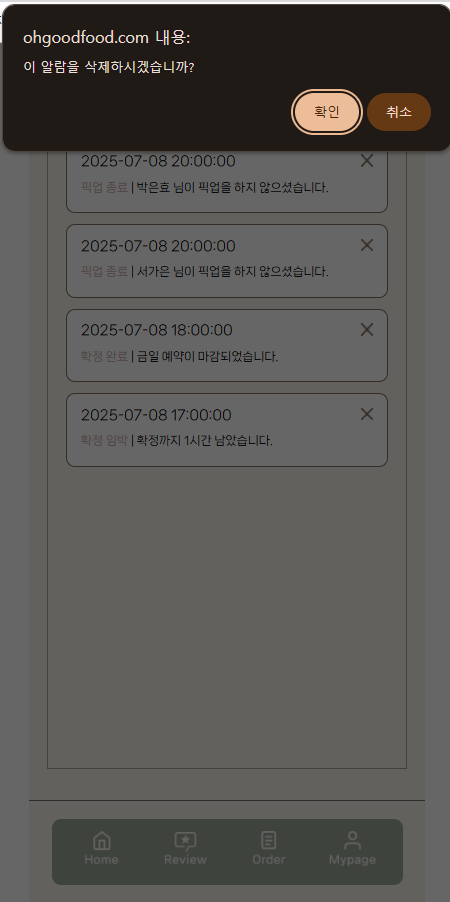 ohgoodfood.com 내용:
이 알람을 삭제하시겠습니까?
확인
취소
2025-07-08 20:00:00
픽업 종료 | 박은효 님이 픽업을 하지 않으셨습니다.
2025-07-08 20:00:00
픽업 종료 | 서가은 님이 픽업을 하지 않으셨습니다.
2025-07-08 18:00:00
확정 완료 | 금일 예약이 마감되었습니다.
2025-07-08 17:00:00
확정 임박 | 확정까지 1시간 남았습니다.
Home
Review
Order
Mypage